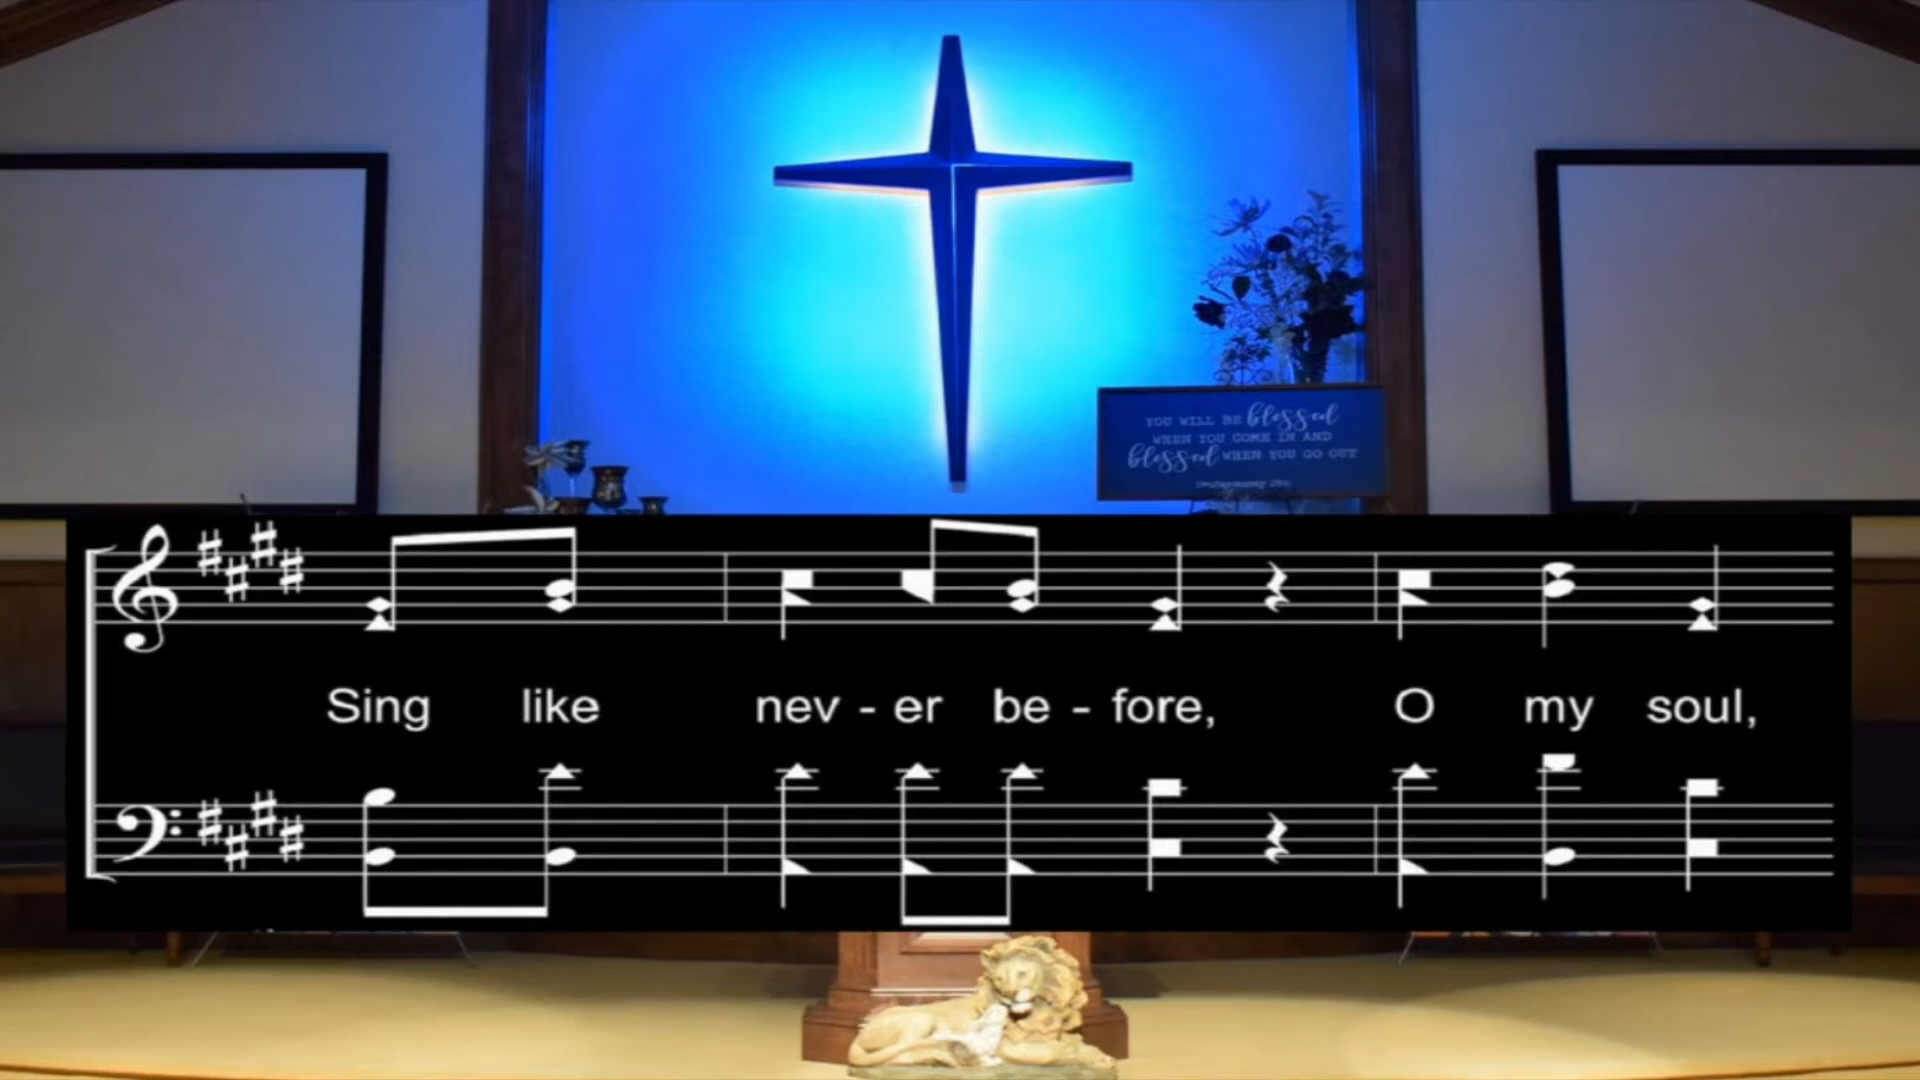 YOU WILL BE blessed
WHEN YOU COME IN AND
blessed WHEN YOU GO OUT
Sing like nev - er be - fore, O my soul,